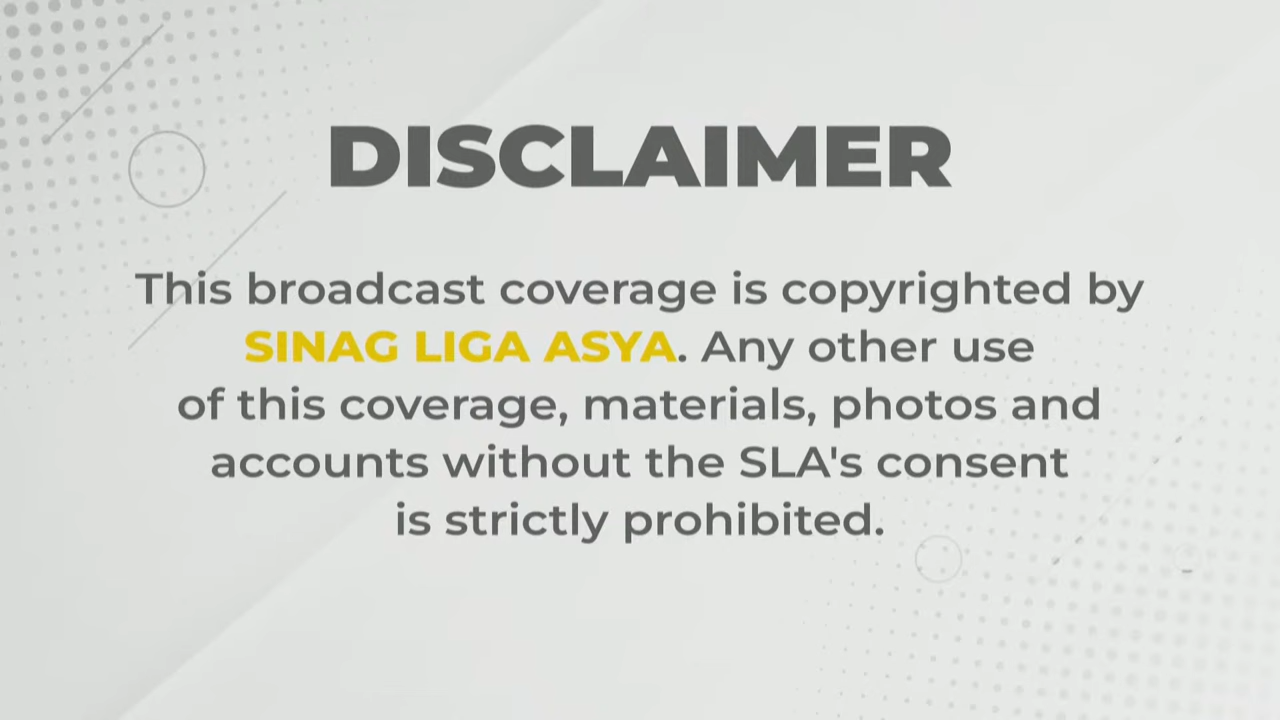 DISCLAIMER
This broadcast coverage is copyrighted by
SINAG LIGA ASYA. Any other use
of this coverage, materials, photos and
accounts without the SLA's consent
is strictly prohibited.